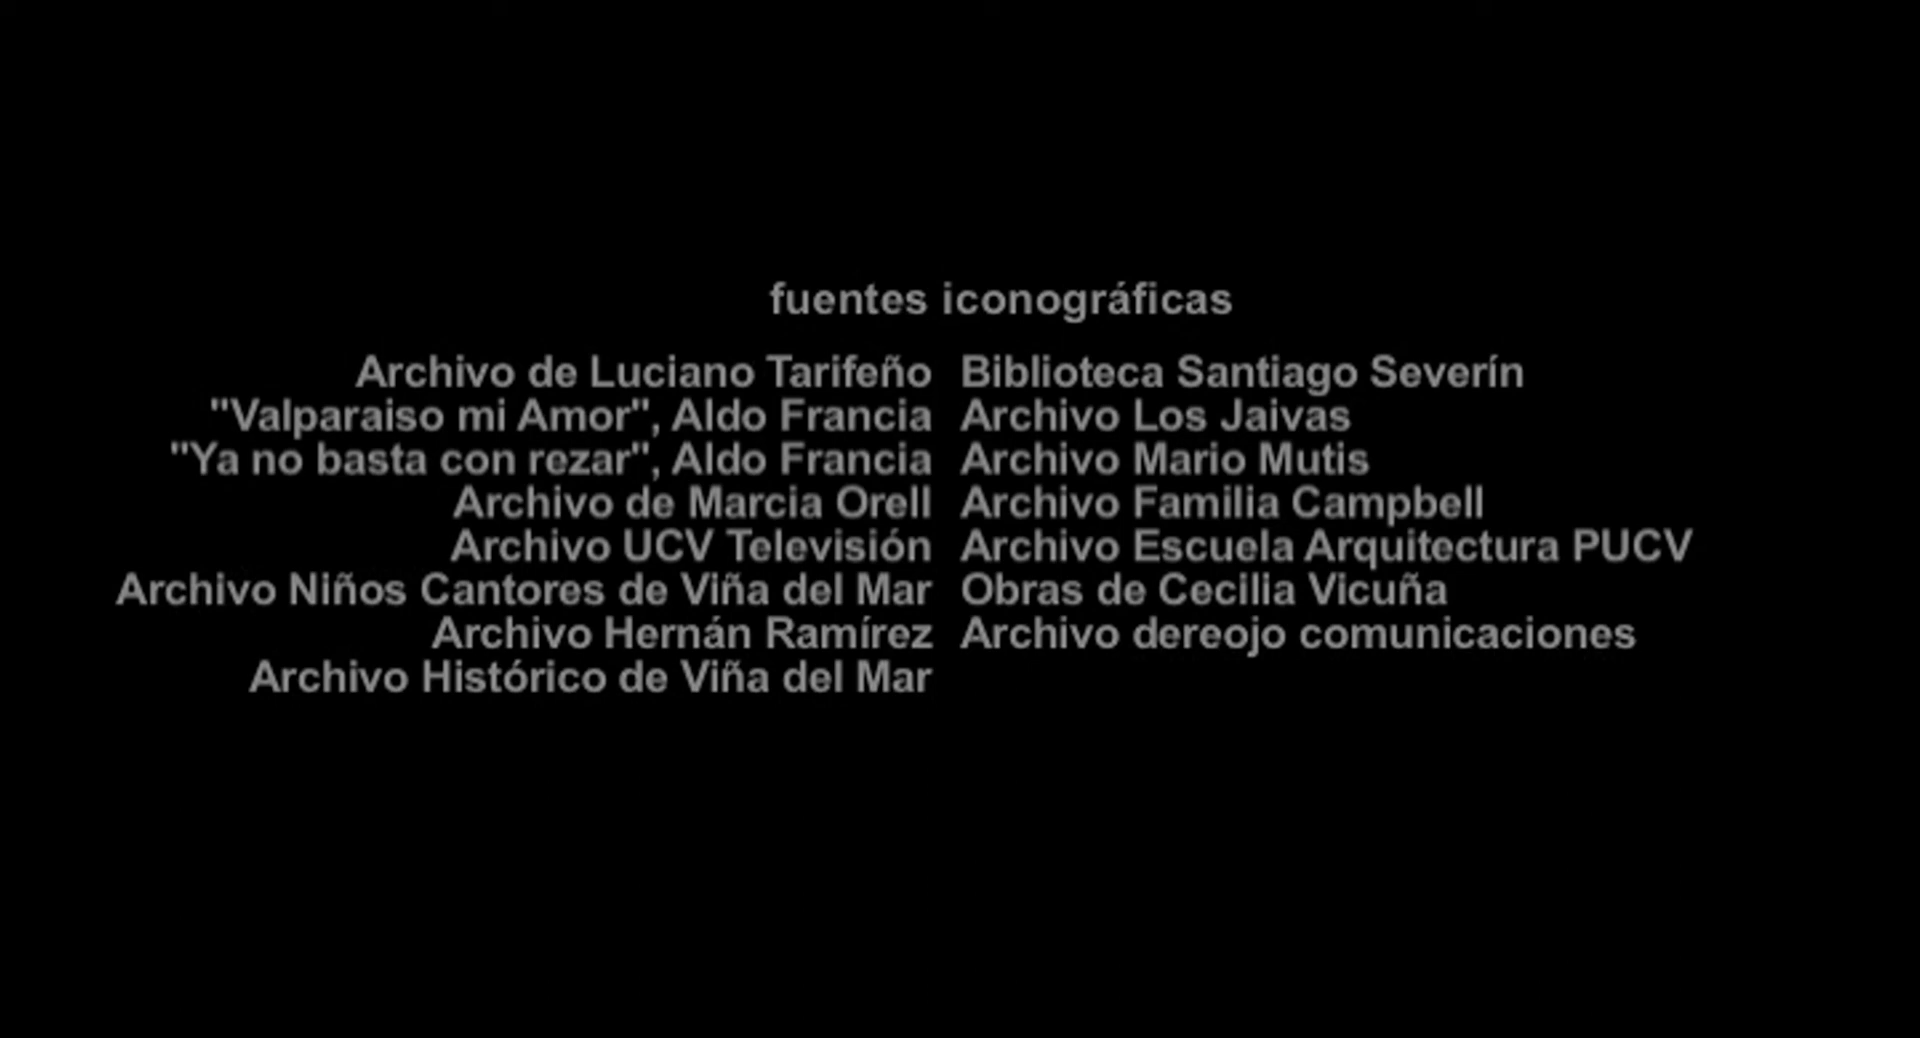 fuentes iconográficas
Archivo de Luciano Tarifeño
"Valparaiso mi Amor", Aldo Francia
"Ya no basta con rezar", Aldo Francia
Archivo de Marcia Orell
Archivo UCV Televisión
Archivo Niños Cantores de Viña del Mar
Archivo Hernán Ramírez
Archivo Histórico de Viña del Mar
Biblioteca Santiago Severín
Archivo Los Jaivas
Archivo Mario Mutis
Archivo Familia Campbell
Archivo Escuela Arquitectura PUCV
Obras de Cecilia Vicuña
Archivo dereojo comunicaciones